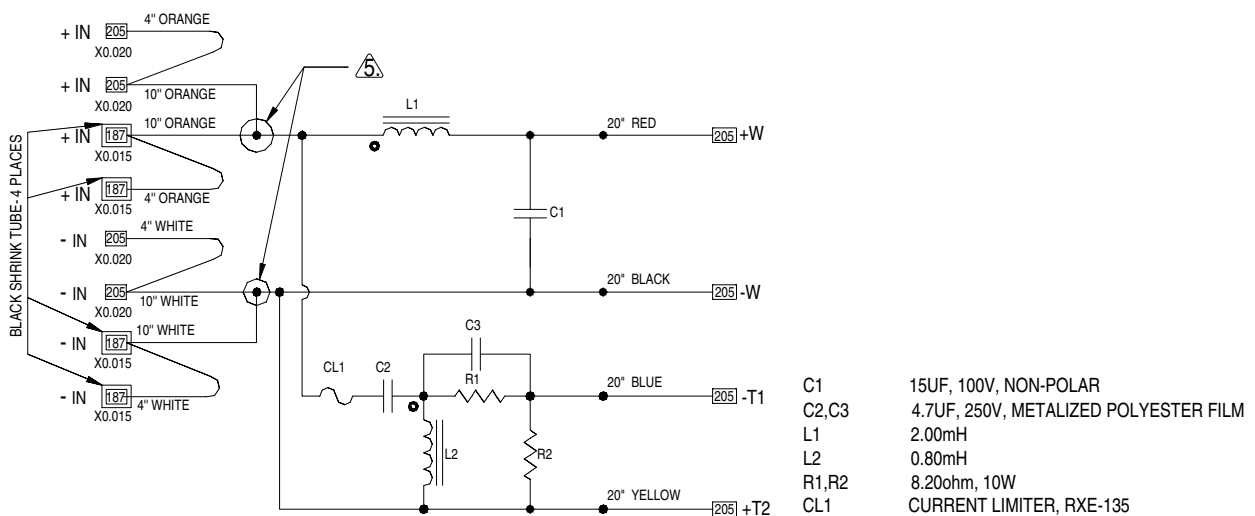 4" ORANGE
+ IN 205
X0.020
5.
+ IN 205
10" ORANGE
X0.020
L1
10" ORANGE
20" RED
+ IN 187
205 +W
X0.015
+ IN 187
4" ORANGE
X0.015
C1
4" WHITE
- IN 205
X0.020
BLACK SHRINK TUBE- 4 PLACES
20" BLACK
- IN 205
205 -W
10" WHITE
X0.020
10" WHITE
C3
- IN 187
X0.015
CL1
C2
R1
20" BLUE
- IN 187
205 -T1
4" WHITE
X0.015
L2
R2
20" YELLOW
205 +T2
C1 15UF, 100V, NON-POLAR
C2,C3 4.7UF, 250V, METALIZED POLYESTER FILM
L1 2.00mH
L2 0.80mH
R1,R2 8.20ohm, 10W
CL1 CURRENT LIMITER, RXE-135